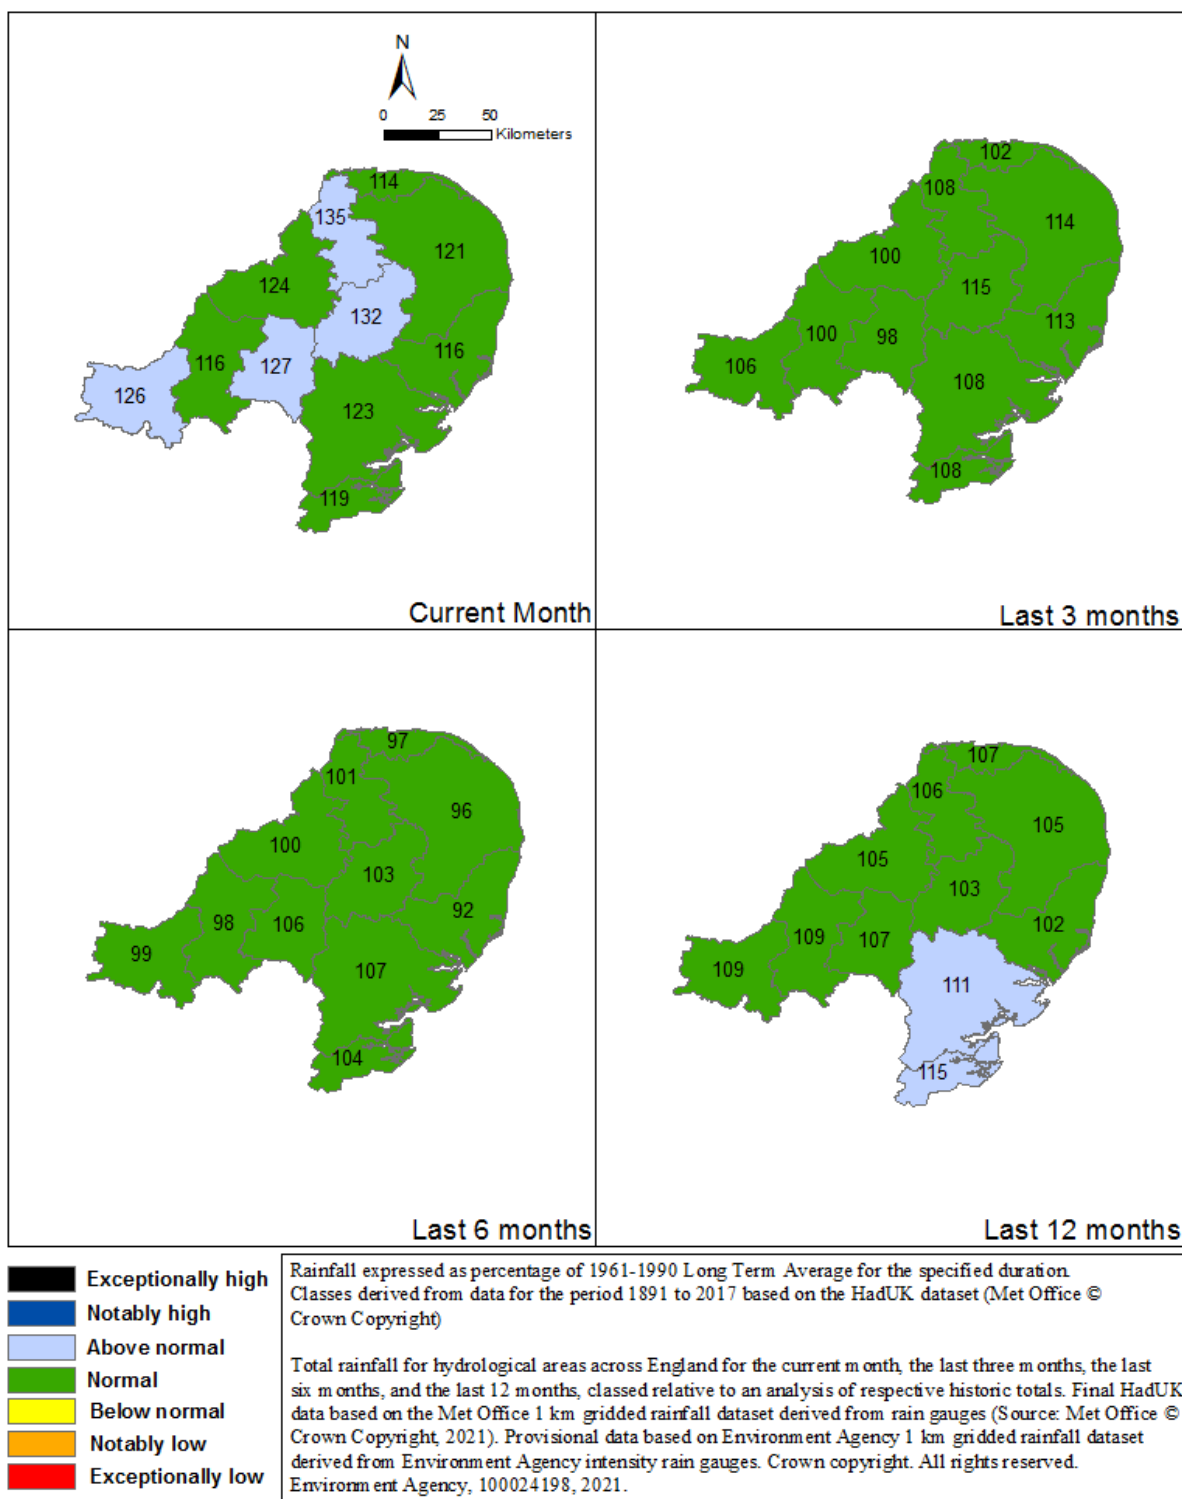 N
0 25 50
Kilometers
114
135
121
124
132
116
116
127
126
123
119
Current Month
102
108
114
100
115
113
100
98
106
108
108
Last 3 months
97
101
96
100
103
92
98
106
99
107
104
Last 6 months
107
106
105
105
103
102
109
107
109
111
115
Last 12 months
Exceptionally high
Notably high
Above normal
Normal
Below normal
Notably low
Exceptionally low
Rainfall expressed as percentage of 1961-1990 Long Term Average for the specified duration.
Classes derived from data for the period 1891 to 2017 based on the HadUK dataset (Met Office ©
Crown Copyright)
Total rainfall for hydrological areas across England for the current month, the last three months, the last
six months, and the last 12 months, classed relative to an analysis of respective historic totals. Final HadUK
data based on the Met Office 1 km gridded rainfall dataset derived from rain gauges (Source: Met Office ©
Crown Copyright, 2021). Provisional data based on Environment Agency 1 km gridded rainfall dataset
derived from Environment Agency intensity rain gauges. Crown copyright. All rights reserved.
Environment Agency, 100024198, 2021.